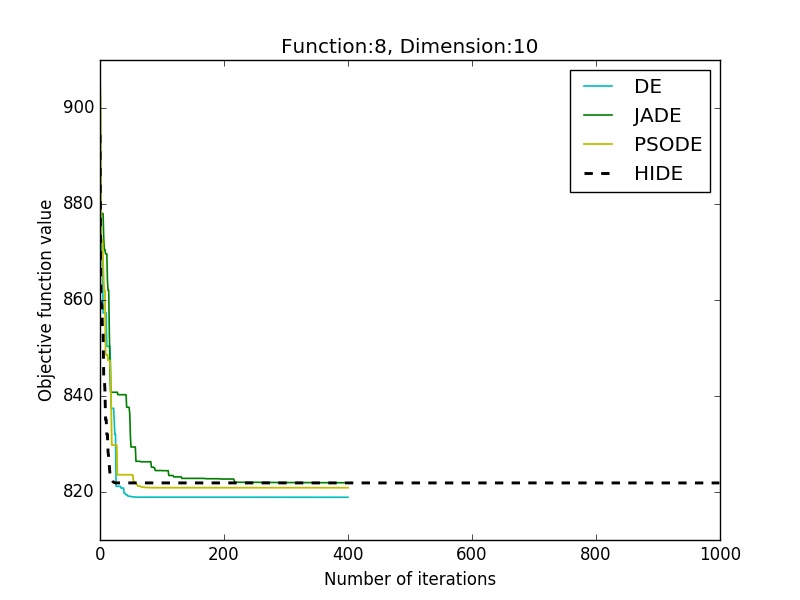 Function:8, Dimension:10
DE
JADE
PSODE
HIDE
Objective function value
900
880
860
840
820
0 200 400 600 800 1000
Number of iterations